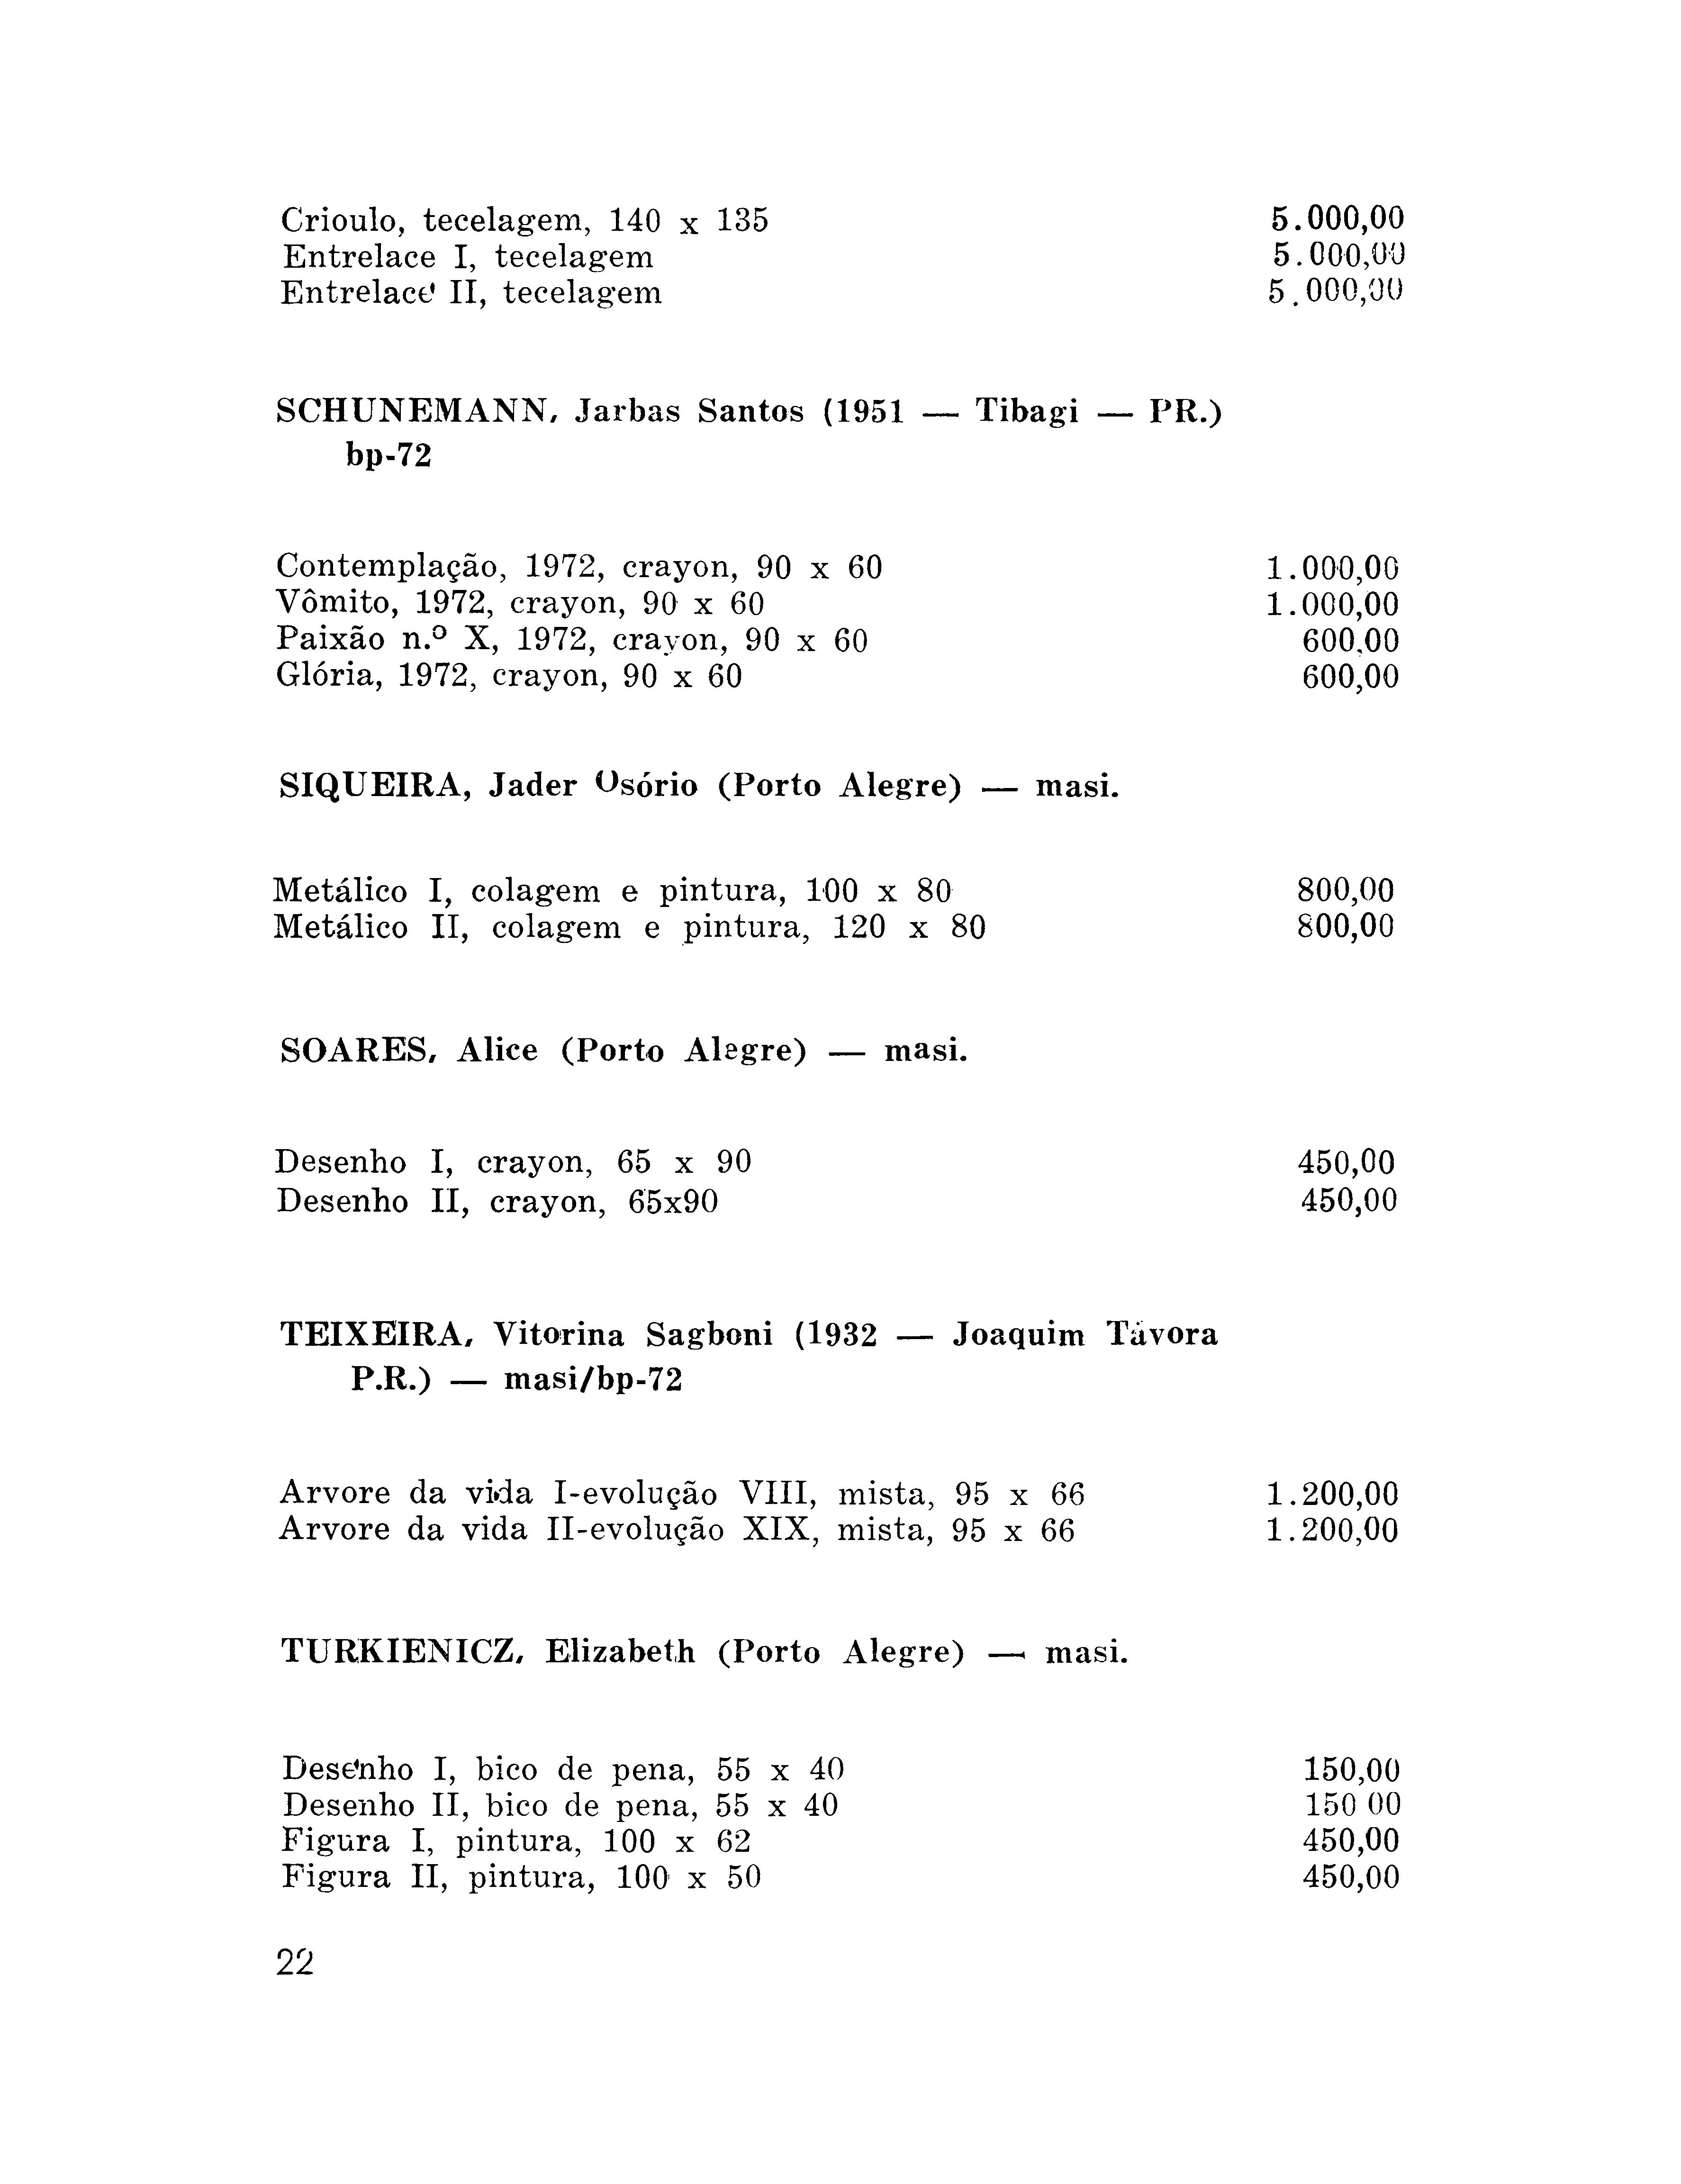 Crioulo, tecelagem, 140 x 135 5.000,00
Entrelace I, tecelagem 5.000,00
Entrelace II, tecelagem 5.000,00
SCHUNEMANN, Jarbas Santos (1951 — Tibagi — PR.)
bp-72
Contemplação, 1972, crayon, 90 x 60 1.000,00
Vômito, 1972, crayon, 90 x 60 1.000,00
Paixão n.º X, 1972, crayon, 90 x 60 600,00
Glória, 1972, crayon, 90 x 60 600,00
SIQUEIRA, Jader Osório (Porto Alegre) — masi.
Metálico I, colagem e pintura, 100 x 80 800,00
Metálico II, colagem e pintura, 120 x 80 800,00
SOARES, Alice (Porto Alegre) — masi.
Desenho I, crayon, 65 x 90 450,00
Desenho II, crayon, 65x90 450,00
TEIXEIRA, Vitorina Sagboni (1932 — Joaquim Távora
P.R.) — masi/bp-72
Arvore da vida I-evolução VIII, mista, 95 x 66 1.200,00
Arvore da vida II-evolução XIX, mista, 95 x 66 1.200,00
TURKIENICZ, Elizabeth (Porto Alegre) — masi.
Desenho I, bico de pena, 55 x 40 150,00
Desenho II, bico de pena, 55 x 40 150 00
Figura I, pintura, 100 x 62 450,00
Figura II, pintura, 100 x 50 450,00
22